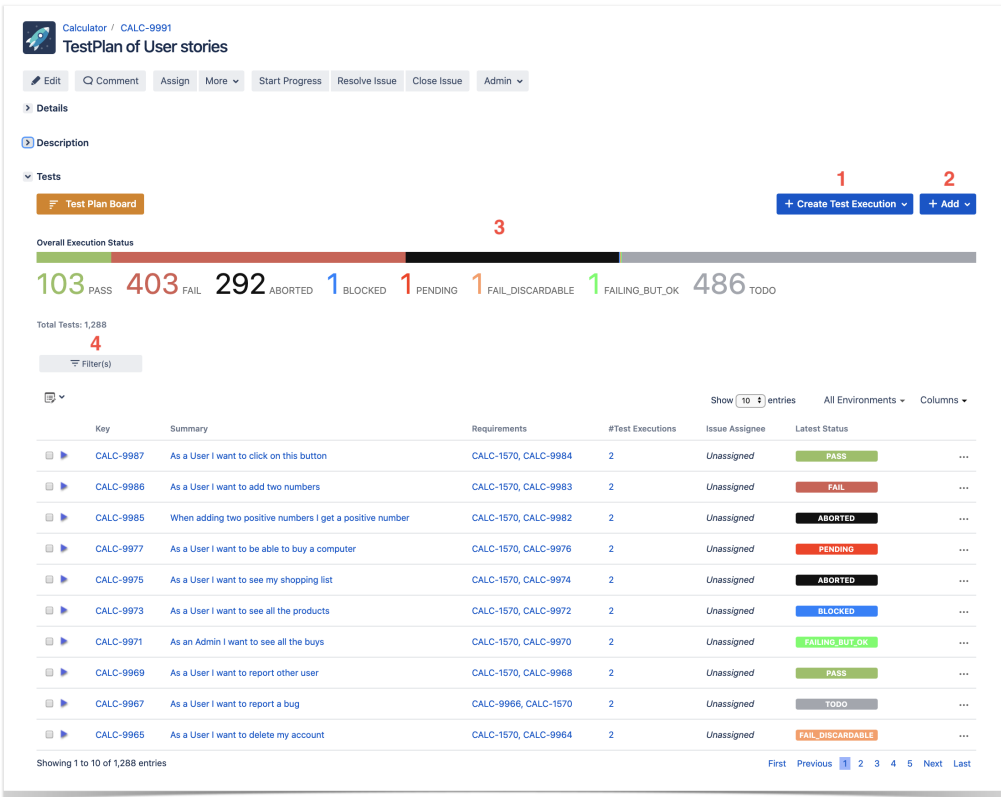 Calculator / CALC-9991
TestPlan of User stories
Edit Comment Assign More Start Progress Resolve Issue Close Issue Admin
Details
Description
Tests
1 2
Test Plan Board + Create Test Execution + Add
3
Overall Execution Status
103 PASS 403 FAIL 292 ABORTED 1 BLOCKED 1 PENDING 1 FAIL_DISCARDABLE 1 FAILING_BUT_OK 486 TODO
Total Tests: 1,288
4
Filter(s)
Show 10 entries All Environments Columns
Key Summary Requirements #Test Executions Issue Assignee Latest Status
CALC-9987 As a User I want to click on this button CALC-1570, CALC-9984 2 Unassigned PASS ...
CALC-9986 As a User I want to add two numbers CALC-1570, CALC-9983 2 Unassigned FAIL ...
CALC-9985 When adding two positive numbers I get a positive number CALC-1570, CALC-9982 2 Unassigned ABORTED ...
CALC-9977 As a User I want to be able to buy a computer CALC-1570, CALC-9976 2 Unassigned PENDING ...
CALC-9975 As a User I want to see my shopping list CALC-1570, CALC-9974 2 Unassigned ABORTED ...
CALC-9973 As a User I want to see all the products CALC-1570, CALC-9972 2 Unassigned BLOCKED ...
CALC-9971 As an Admin I want to see all the buys CALC-1570, CALC-9970 2 Unassigned FAILING_BUT_OK ...
CALC-9969 As a User I want to report other user CALC-1570, CALC-9968 2 Unassigned PASS ...
CALC-9967 As a User I want to report a bug CALC-9966, CALC-1570 2 Unassigned TODO ...
CALC-9965 As a User I want to delete my account CALC-1570, CALC-9964 2 Unassigned FAIL_DISCARDABLE ...
Showing 1 to 10 of 1,288 entries First Previous 1 2 3 4 5 Next Last